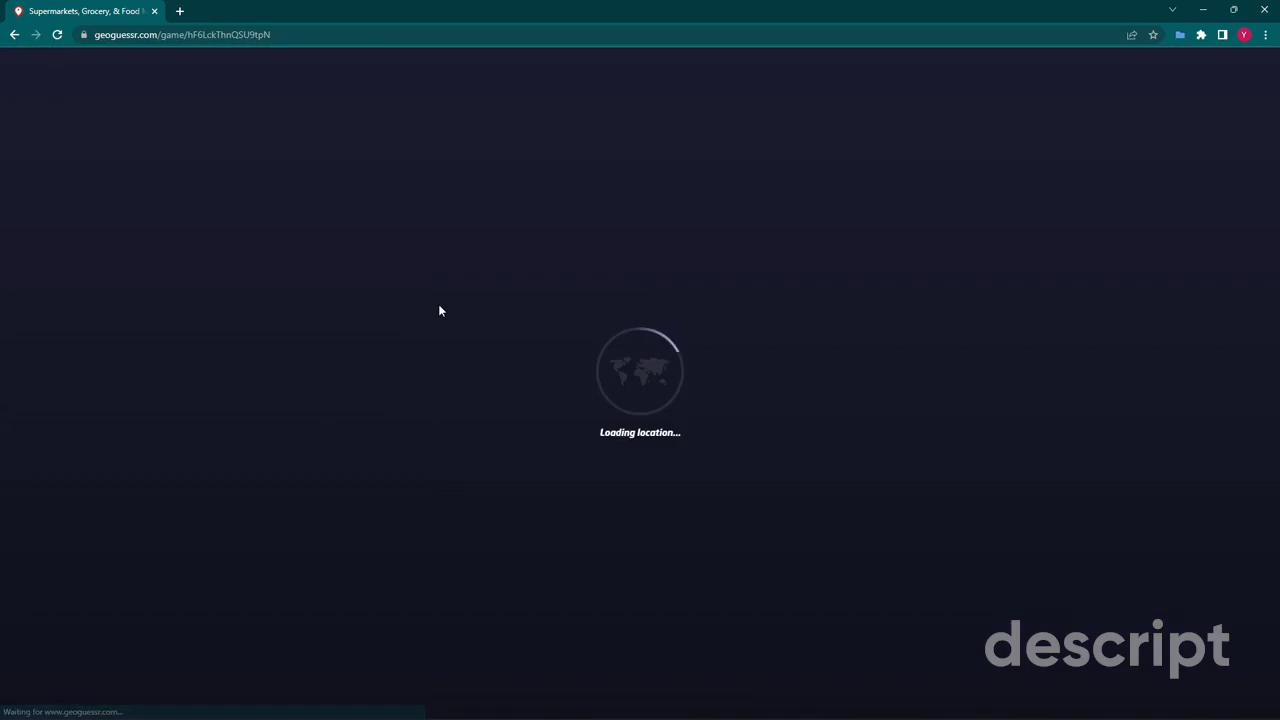 Supermarkets, Grocery, & Food
geoguessr.com/game/hF6LckThnQSU9tpN
Y
Loading location...
descript
Waiting for www.geoguessr.com...